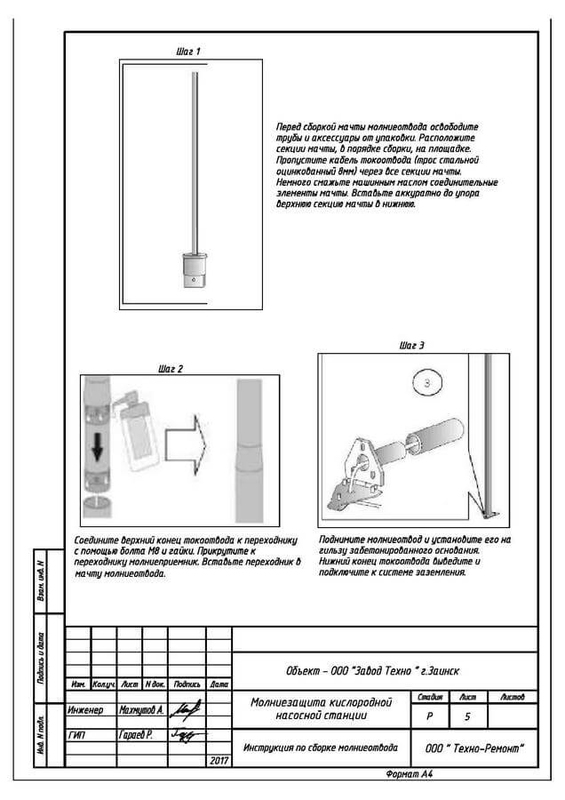 Шаг 1
Перед сборкой мачты молниеотвода освободите
трубы и аксессуары от упаковки. Расположите
секции мачты, в порядке сборки, на площадке.
Пропустите кабель токоотвода (трос стальной
оцинкованный 8мм) через все секции мачты.
Немного смажьте машинным маслом соединительные
элементы мачты. Вставьте аккуратно до упора
верхнюю секцию мачты в нижнюю.
Шаг 2
Шаг 3
3
Соедините верхний конец токоотвода к переходнику
с помощью болта М8 и гайки. Прикрутите к
переходнику молниеприемник. Вставьте переходник в
мачту молниеотвода.
Поднимите молниеотвод и установите его на
гильзу забетонированного основания.
Нижний конец токоотвода выведите и
подключите к системе заземления.
Взам. инв. N
Подпись и дата
Инв. N подл.
Изм. Колуч. Лист N док. Подпись Дата
Инженер Махмутов А.
ГИП Гараев Р.
2017
Объект - ООО "Завод Техно " г.Заинск
Молниезащита кислородной
насосной станции
Стадия Лист Листов
Р 5
Инструкция по сборке молниеотвода
ООО " Техно-Ремонт"
Формат А4